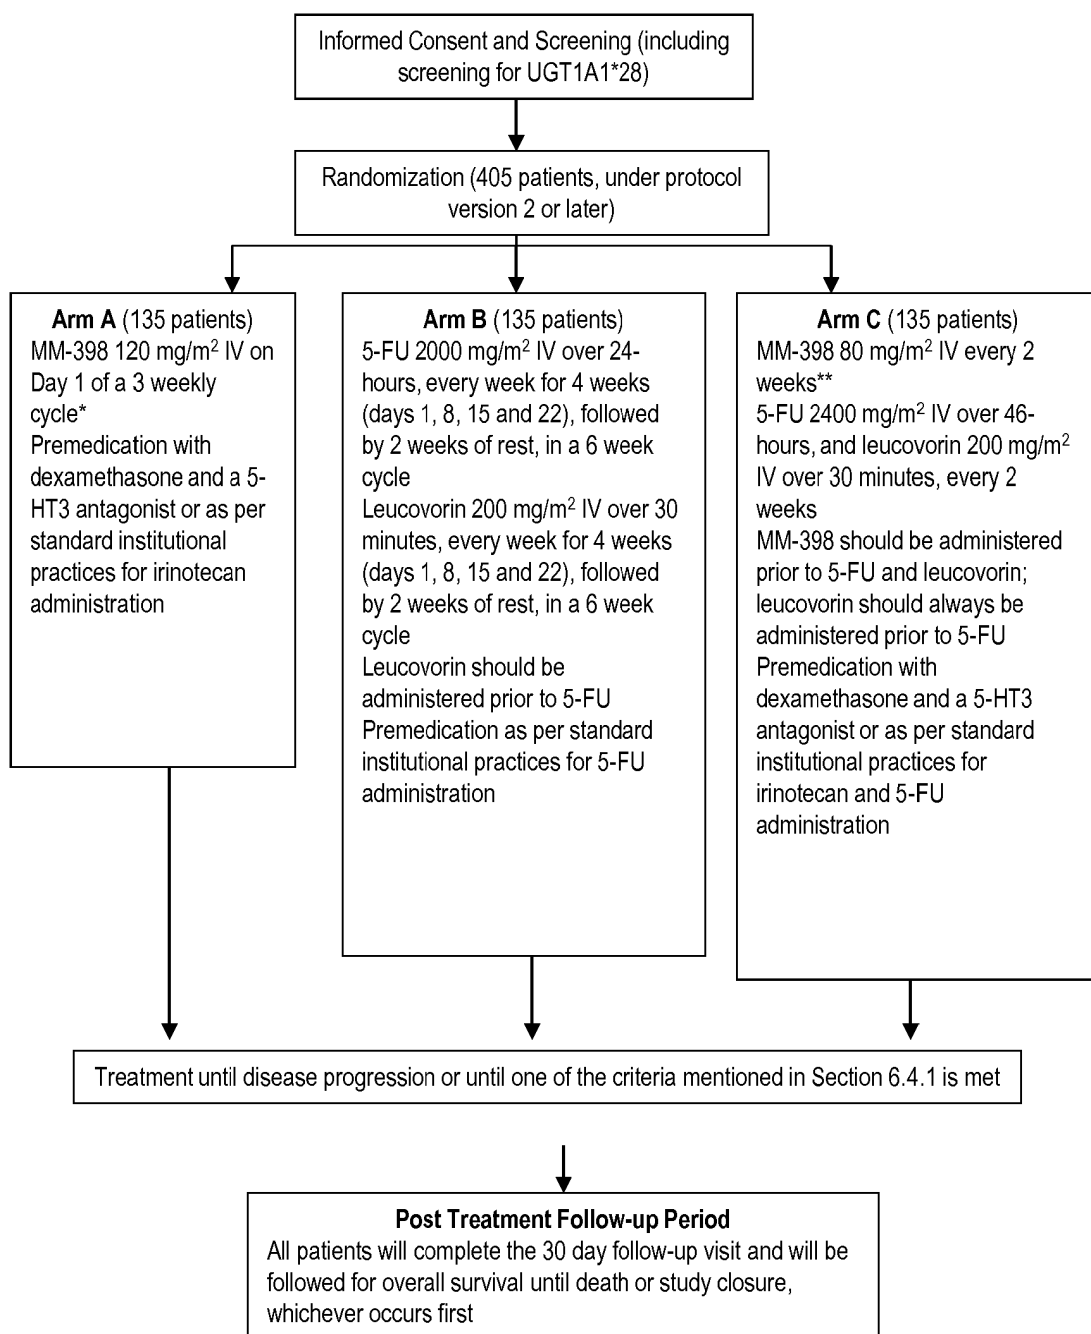 Informed Consent and Screening (including
screening for UGT1A1*28)
Randomization (405 patients, under protocol
version 2 or later)
Arm A (135 patients)
MM-398 120 mg/m² IV on
Day 1 of a 3 weekly
cycle*
Premedication with
dexamethasone and a 5-
HT3 antagonist or as per
standard institutional
practices for irinotecan
administration
Arm B (135 patients)
5-FU 2000 mg/m² IV over 24-
hours, every week for 4 weeks
(days 1, 8, 15 and 22), followed
by 2 weeks of rest, in a 6 week
cycle
Leucovorin 200 mg/m² IV over 30
minutes, every week for 4 weeks
(days 1, 8, 15 and 22), followed
by 2 weeks of rest, in a 6 week
cycle
Leucovorin should be
administered prior to 5-FU
Premedication as per standard
institutional practices for 5-FU
administration
Arm C (135 patients)
MM-398 80 mg/m² IV every 2
weeks**
5-FU 2400 mg/m² IV over 46-
hours, and leucovorin 200 mg/m²
IV over 30 minutes, every 2
weeks
MM-398 should be administered
prior to 5-FU and leucovorin;
leucovorin should always be
administered prior to 5-FU
Premedication with
dexamethasone and a 5-HT3
antagonist or as per standard
institutional practices for
irinotecan and 5-FU
administration
Treatment until disease progression or until one of the criteria mentioned in Section 6.4.1 is met
Post Treatment Follow-up Period
All patients will complete the 30 day follow-up visit and will be
followed for overall survival until death or study closure,
whichever occurs first